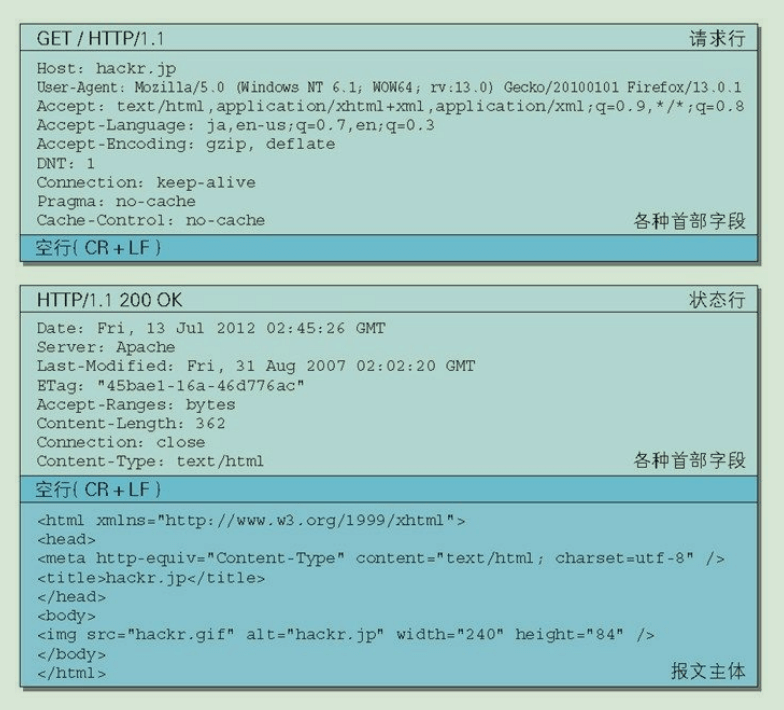 GET / HTTP/1.1 请求行
Host: hackr.jp
User-Agent: Mozilla/5.0 (Windows NT 6.1; WOW64; rv:13.0) Gecko/20100101 Firefox/13.0.1
Accept: text/html,application/xhtml+xml,application/xml;q=0.9,*/*;q=0.8
Accept-Language: ja,en-us;q=0.7,en;q=0.3
Accept-Encoding: gzip, deflate
DNT: 1
Connection: keep-alive
Pragma: no-cache
Cache-Control: no-cache 各种首部字段
空行( CR + LF )
HTTP/1.1 200 OK 状态行
Date: Fri, 13 Jul 2012 02:45:26 GMT
Server: Apache
Last-Modified: Fri, 31 Aug 2007 02:02:20 GMT
ETag: "45bae1-16a-46d776ac"
Accept-Ranges: bytes
Content-Length: 362
Connection: close
Content-Type: text/html 各种首部字段
空行( CR + LF )
<html xmlns="http://www.w3.org/1999/xhtml">
<head>
<meta http-equiv="Content-Type" content="text/html; charset=utf-8" />
<title>hackr.jp</title>
</head>
<body>
<img src="hackr.gif" alt="hackr.jp" width="240" height="84" />
</body>
</html> 报文主体